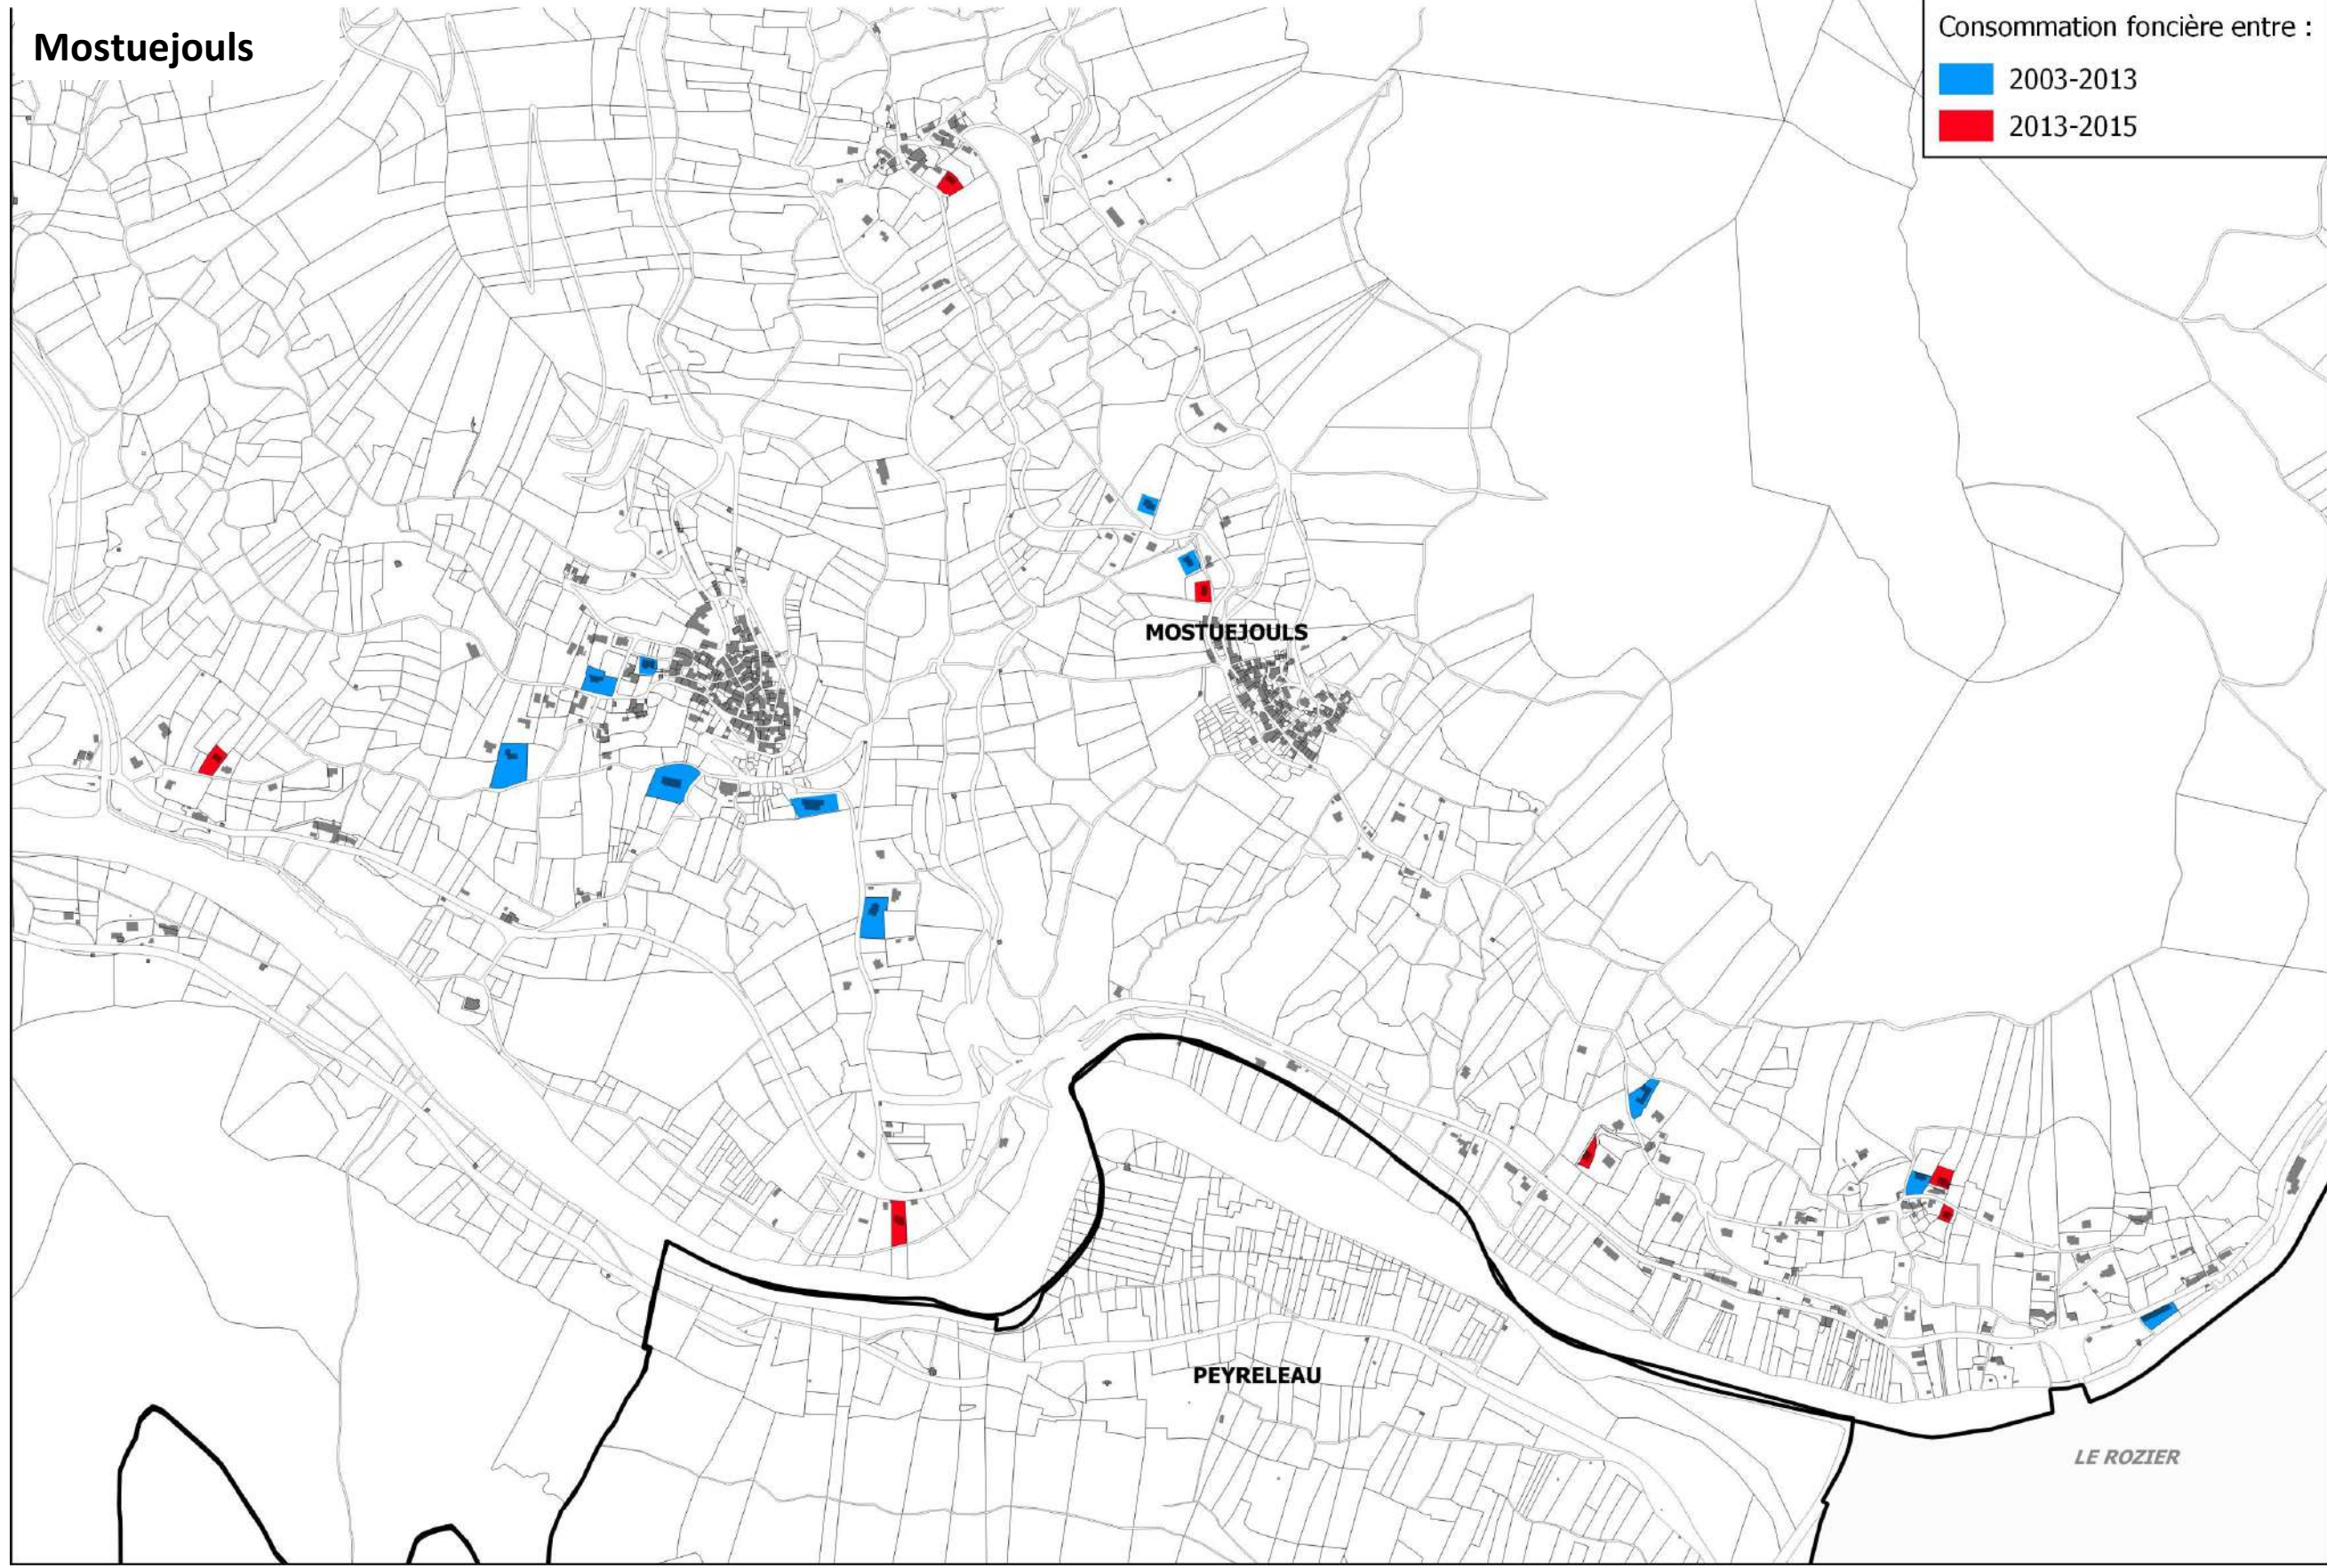 Mostuejouls
Consommation foncière entre :
2003-2013
2013-2015
MOSTUEJOULS
PEYRELEAU
LE ROZIER